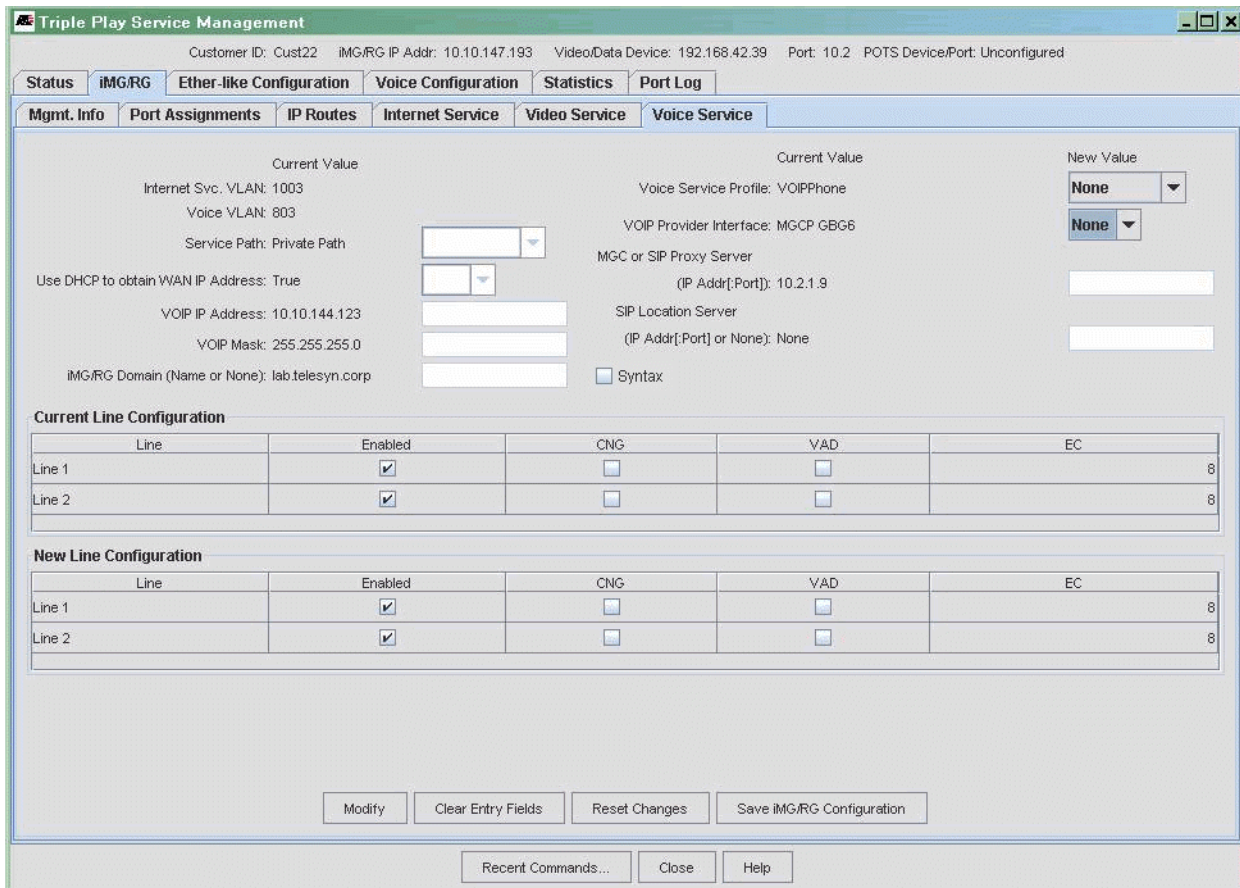 Triple Play Service Management
Customer ID: Cust22 iMG/RG IP Addr: 10.10.147.193 Video/Data Device: 192.168.42.39 Port: 10.2 POTS Device/Port: Unconfigured
Status iMG/RG Ether-like Configuration Voice Configuration Statistics Port Log
Mgmt. Info Port Assignments IP Routes Internet Service Video Service Voice Service
Current Value
Internet Svc. VLAN: 1003
Voice VLAN: 803
Service Path: Private Path
Use DHCP to obtain WAN IP Address: True
VOIP IP Address: 10.10.144.123
VOIP Mask: 255.255.255.0
iMG/RG Domain (Name or None): lab.telesyn.corp
Current Value New Value
Voice Service Profile: VOIPPhone None
VOIP Provider Interface: MGCP GBG6 None
MGC or SIP Proxy Server
(IP Addr[:Port]): 10.2.1.9
SIP Location Server
(IP Addr[:Port] or None): None
Syntax
Current Line Configuration
Line Enabled CNG VAD EC
Line 1 8
Line 2 8
New Line Configuration
Line Enabled CNG VAD EC
Line 1 8
Line 2 8
Modify Clear Entry Fields Reset Changes Save iMG/RG Configuration
Recent Commands... Close Help